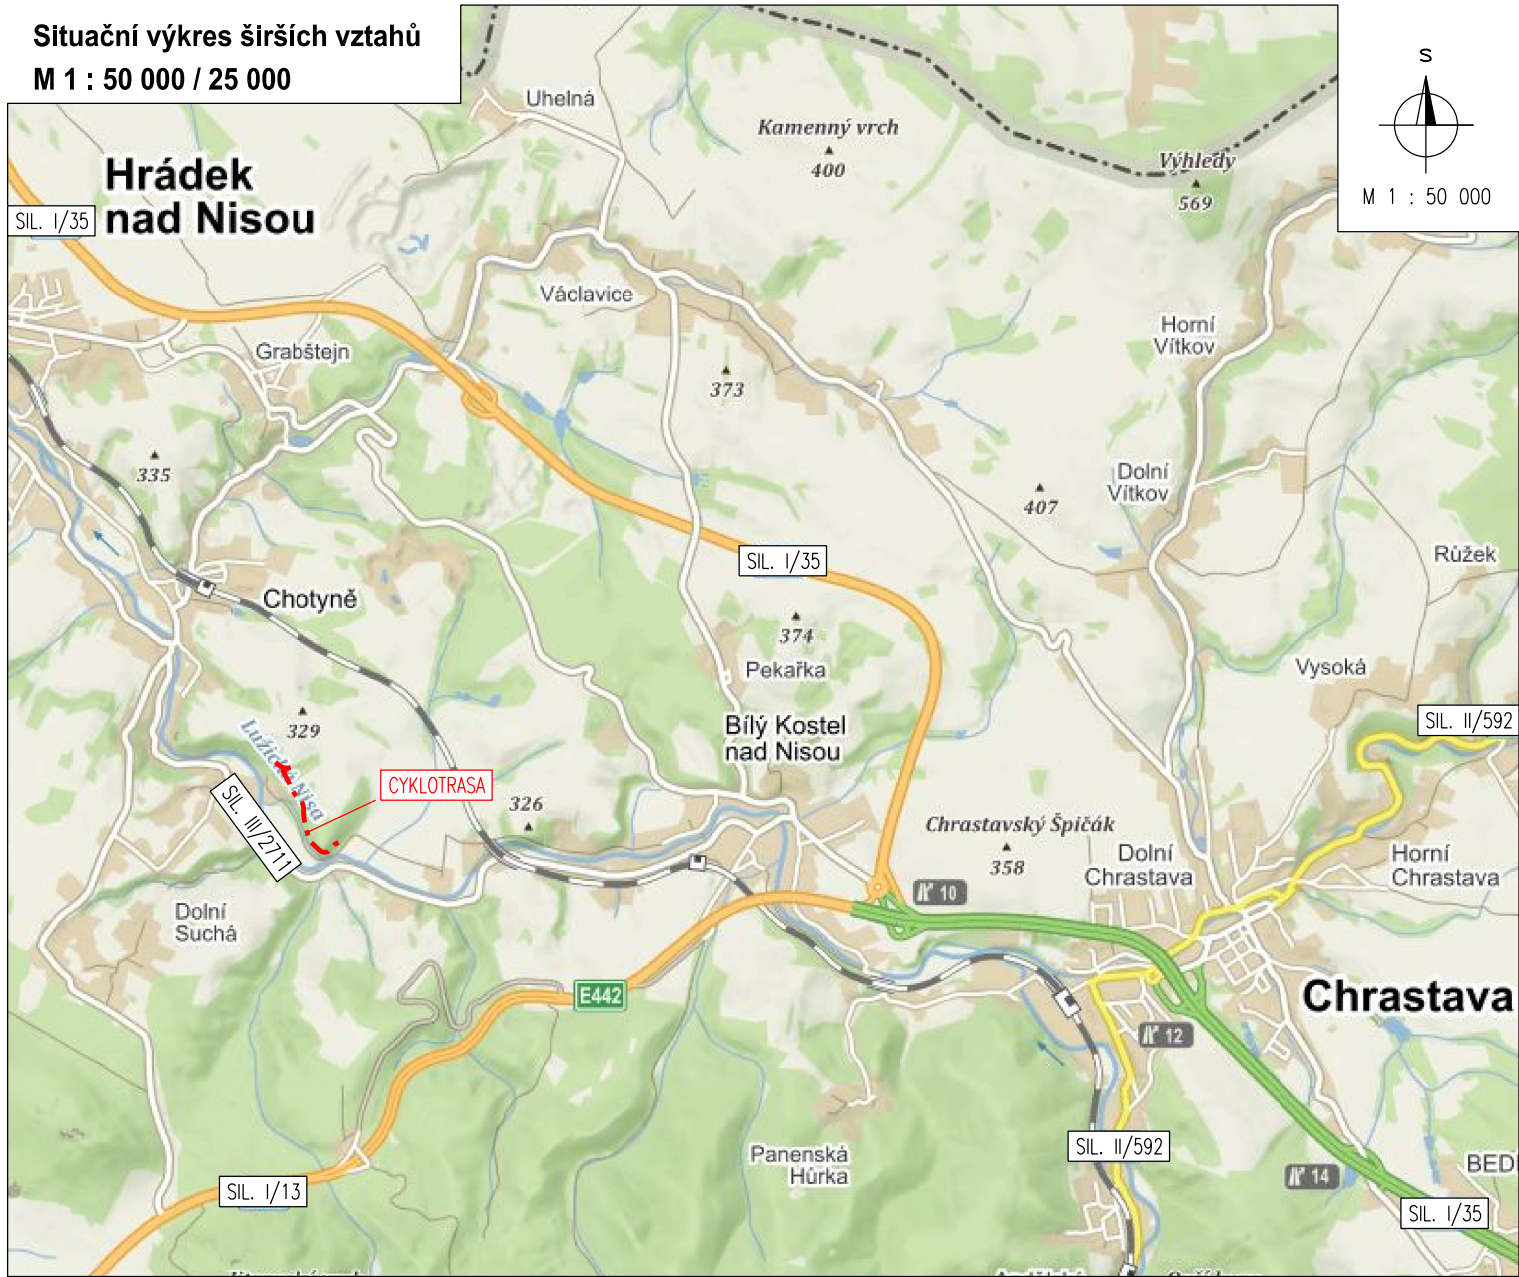 Situační výkres širších vztahů
M 1 : 50 000 / 25 000
S
M 1 : 50 000
Uhelná
Kamenný vrch
400
Výhledy
569
Hrádek
nad Nisou
SIL. I/35
Václavice
Horní
Vítkov
Grabštejn
373
335
Dolní
Vítkov
407
SIL. I/35
Růžek
Chotyně
374
Pekařka
Vysoká
329
Lužická Nisa
Bílý Kostel
nad Nisou
SIL. II/592
CYKLOTRASA
SIL. III/2711
326
Chrastavský Špičák
358
Dolní
Chrastava
Horní
Chrastava
10
Dolní
Suchá
E442
Chrastava
12
Panenská
Hůrka
SIL. II/592
BED
14
SIL. I/13
SIL. I/35